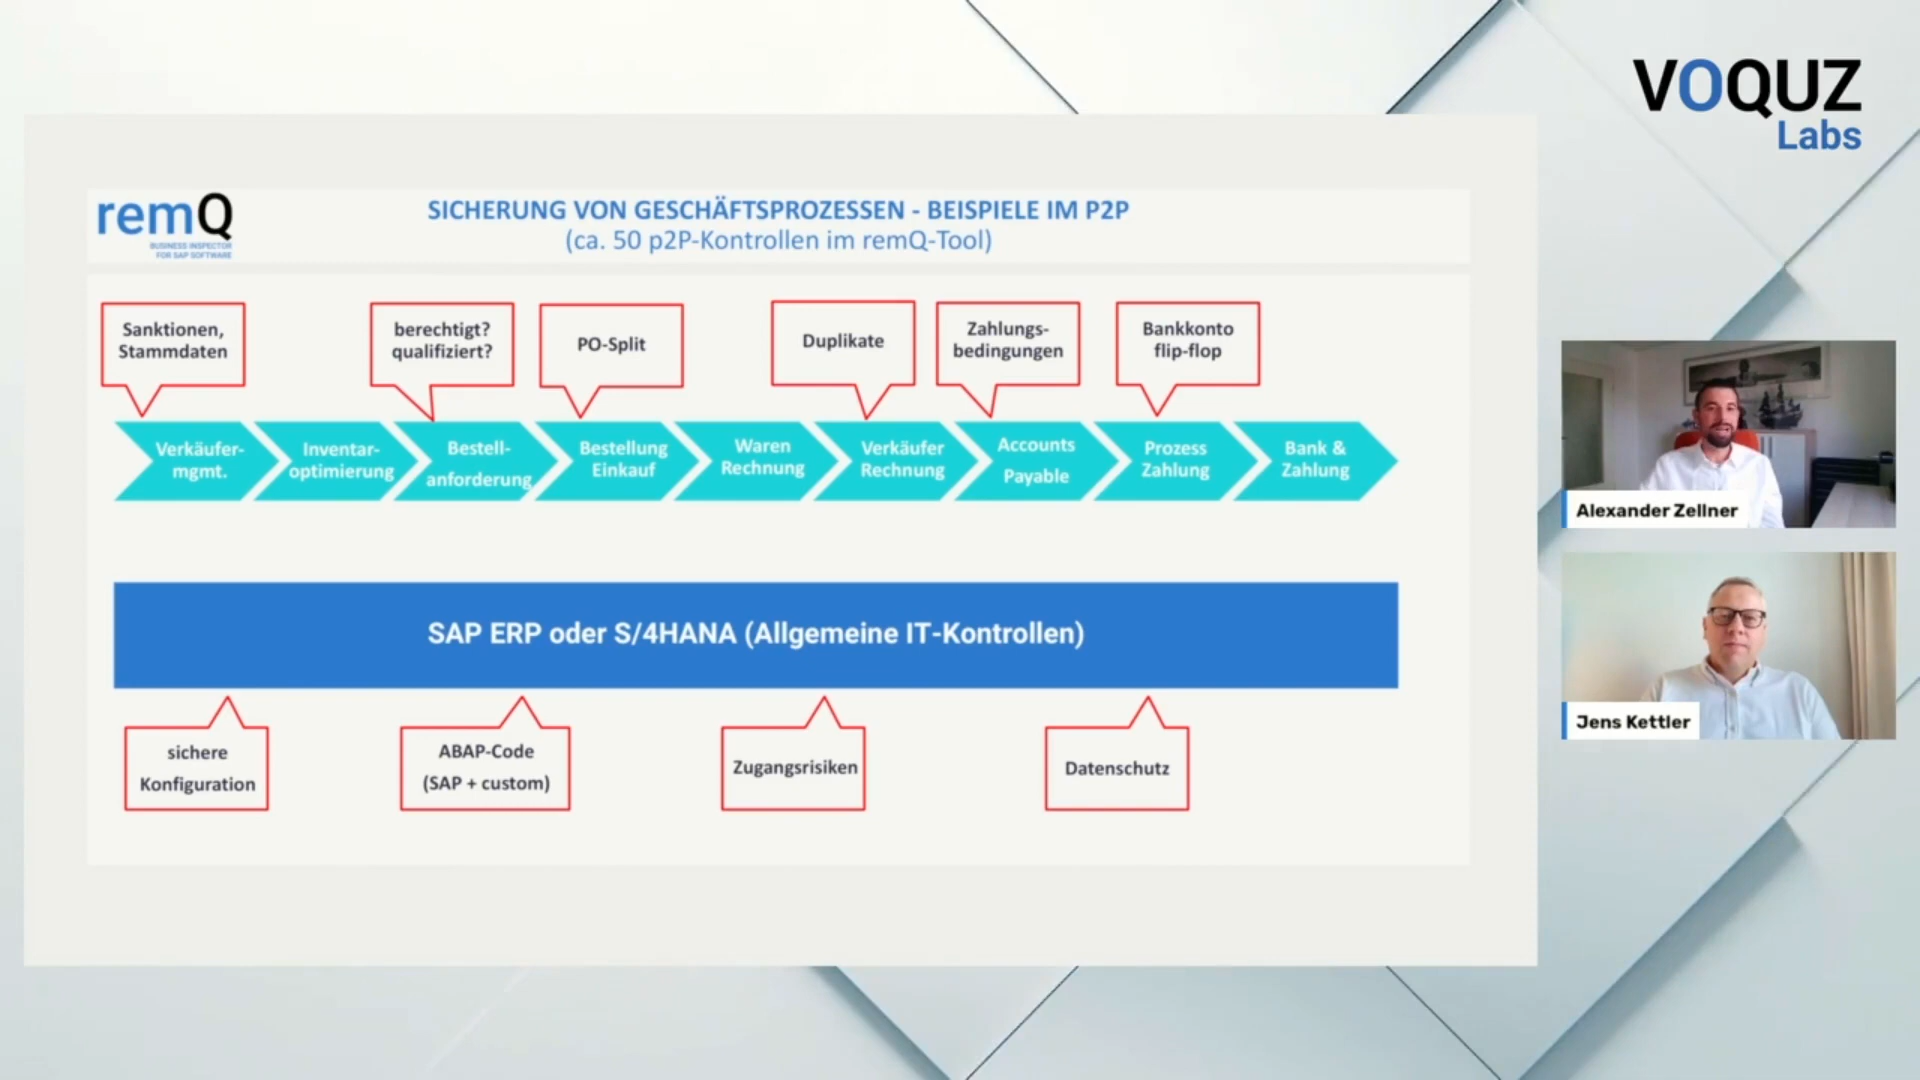 VOQUZ
Labs
remQ
BUSINESS INSPECTOR
FOR SAP SOFTWARE
SICHERUNG VON GESCHÄFTSPROZESSEN - BEISPIELE IM P2P
(ca. 50 p2P-Kontrollen im remQ-Tool)
Sanktionen,
Stammdaten
berechtigt?
qualifiziert?
PO-Split
Duplikate
Zahlungs-
bedingungen
Bankkonto
flip-flop
Verkäufer-
mgmt.
Inventar-
optimierung
Bestell-
anforderung
Bestellung
Einkauf
Waren
Rechnung
Verkäufer
Rechnung
Accounts
Payable
Prozess
Zahlung
Bank &
Zahlung
SAP ERP oder S/4HANA (Allgemeine IT-Kontrollen)
sichere
Konfiguration
ABAP-Code
(SAP + custom)
Zugangsrisiken
Datenschutz
Alexander Zellner
Jens Kettler